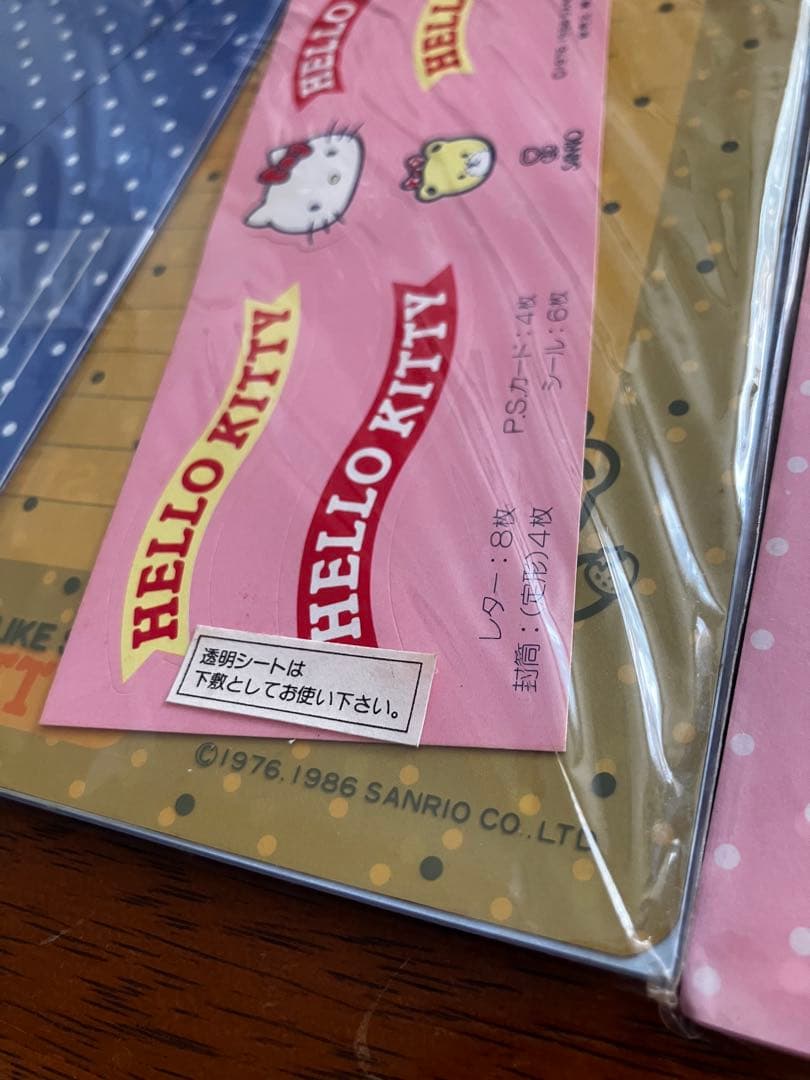 HELLO
HELL
SANRIO
HELLO KITTY
HELLO KITTY
P.S.カード:4枚
シール:6枚
レター:8枚
封筒:(定形)4枚
透明シートは
下敷としてお使い下さい。
LIKE
©1976.1986 SANRIO CO.,LTD